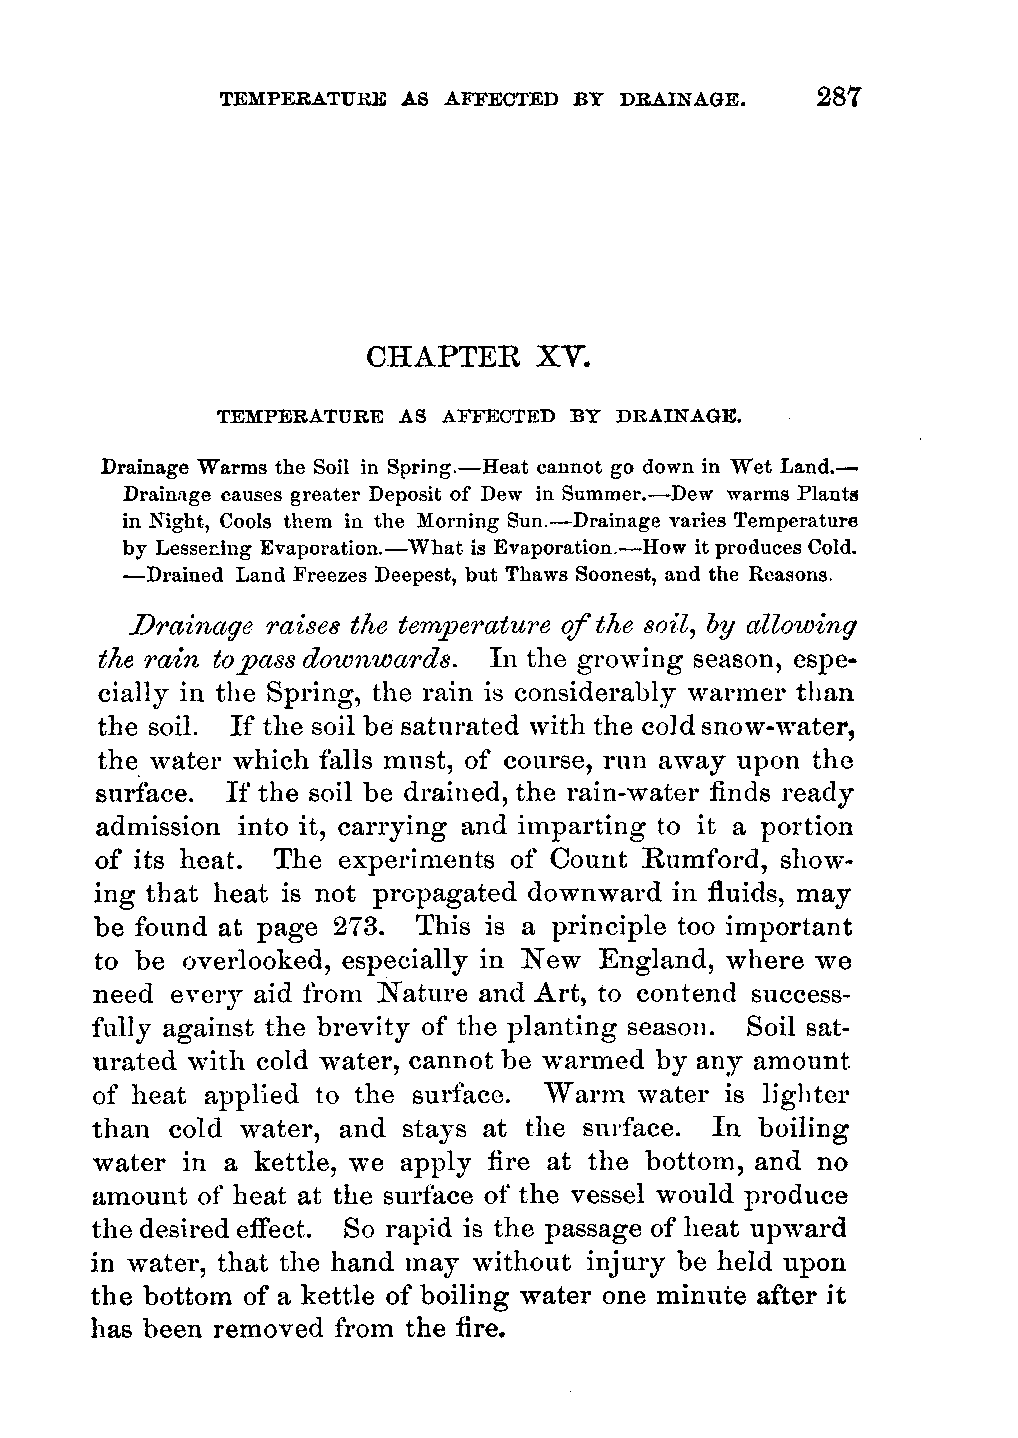 TEMPERATURE AS AFFECTED BY DRAINAGE. 287
CHAPTER XV.
TEMPERATURE AS AFFECTED BY DRAINAGE.
Drainage Warms the Soil in Spring.—Heat cannot go down in Wet Land.—
Drainage causes greater Deposit of Dew in Summer.—Dew warms Plants
in Night, Cools them in the Morning Sun.—Drainage varies Temperature
by Lessening Evaporation.—What is Evaporation.—How it produces Cold.
—Drained Land Freezes Deepest, but Thaws Soonest, and the Reasons.
Drainage raises the temperature of the soil, by allowing
the rain to pass downwards. In the growing season, espe-
cially in the Spring, the rain is considerably warmer than
the soil. If the soil be saturated with the cold snow-water,
the water which falls must, of course, run away upon the
surface. If the soil be drained, the rain-water finds ready
admission into it, carrying and imparting to it a portion
of its heat. The experiments of Count Rumford, show-
ing that heat is not propagated downward in fluids, may
be found at page 273. This is a principle too important
to be overlooked, especially in New England, where we
need every aid from Nature and Art, to contend success-
fully against the brevity of the planting season. Soil sat-
urated with cold water, cannot be warmed by any amount
of heat applied to the surface. Warm water is lighter
than cold water, and stays at the surface. In boiling
water in a kettle, we apply fire at the bottom, and no
amount of heat at the surface of the vessel would produce
the desired effect. So rapid is the passage of heat upward
in water, that the hand may without injury be held upon
the bottom of a kettle of boiling water one minute after it
has been removed from the fire.